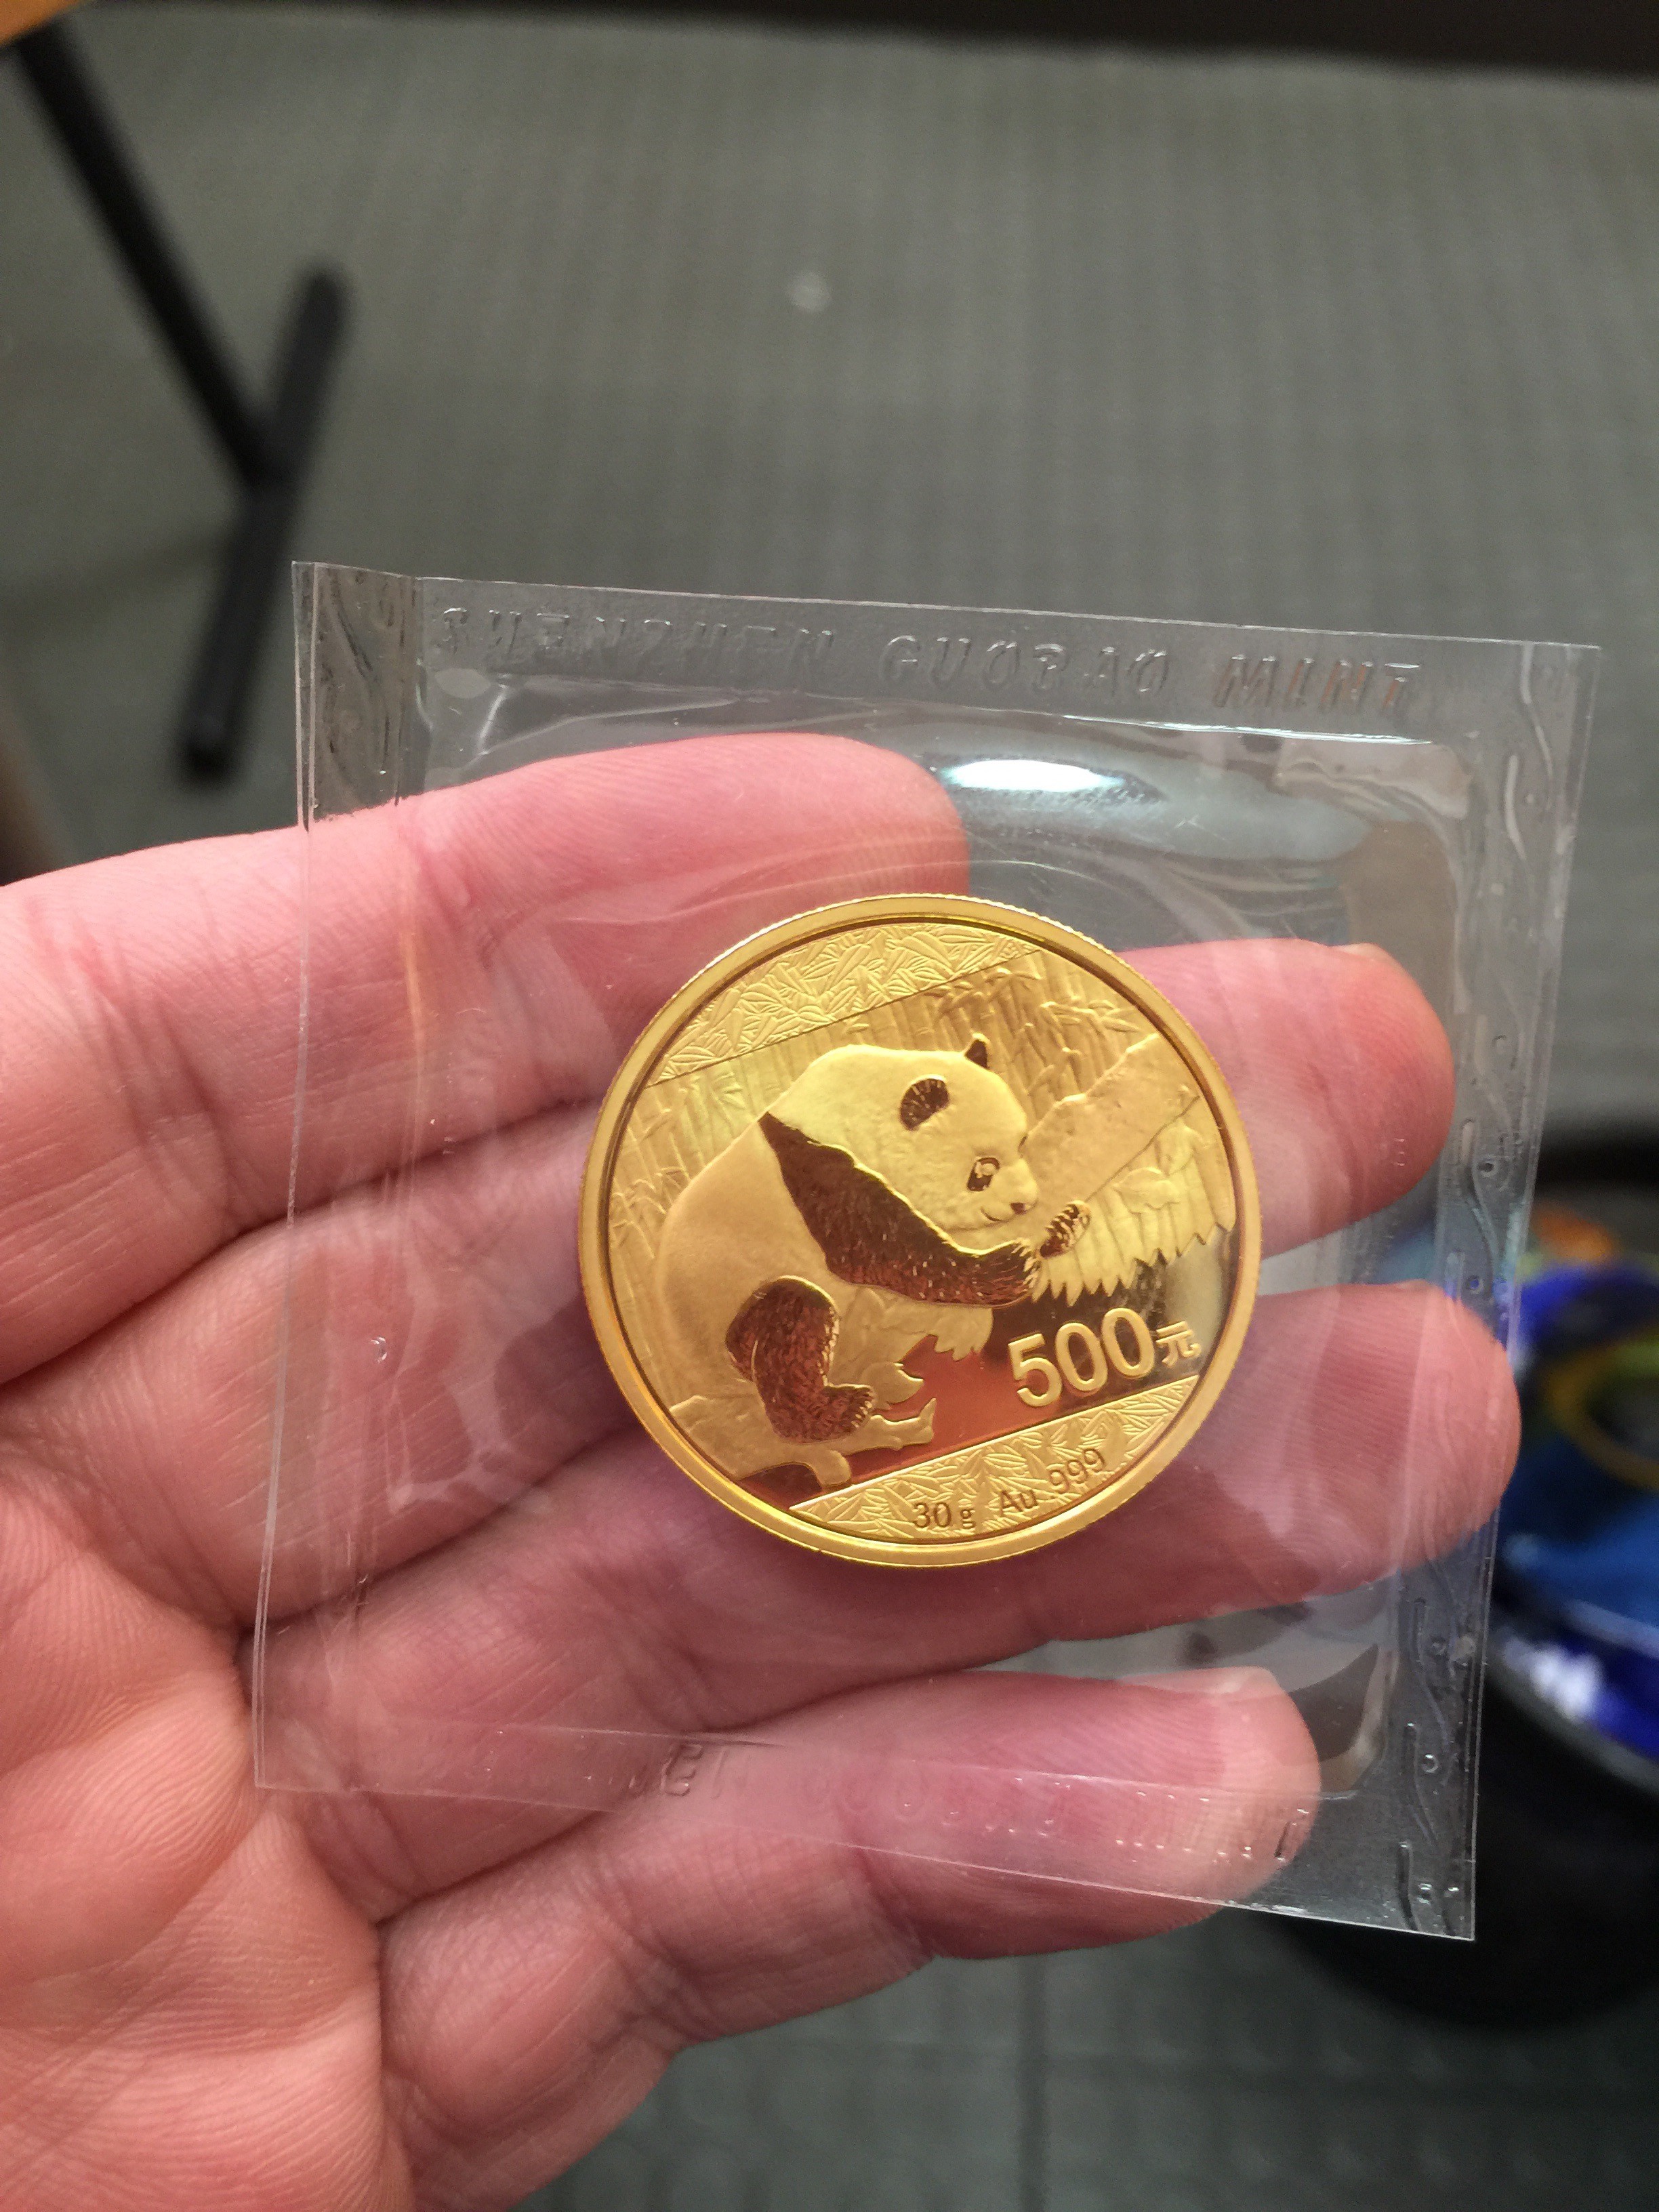 SHENZHEN GUOBAO MINT
500元
30g Au 999